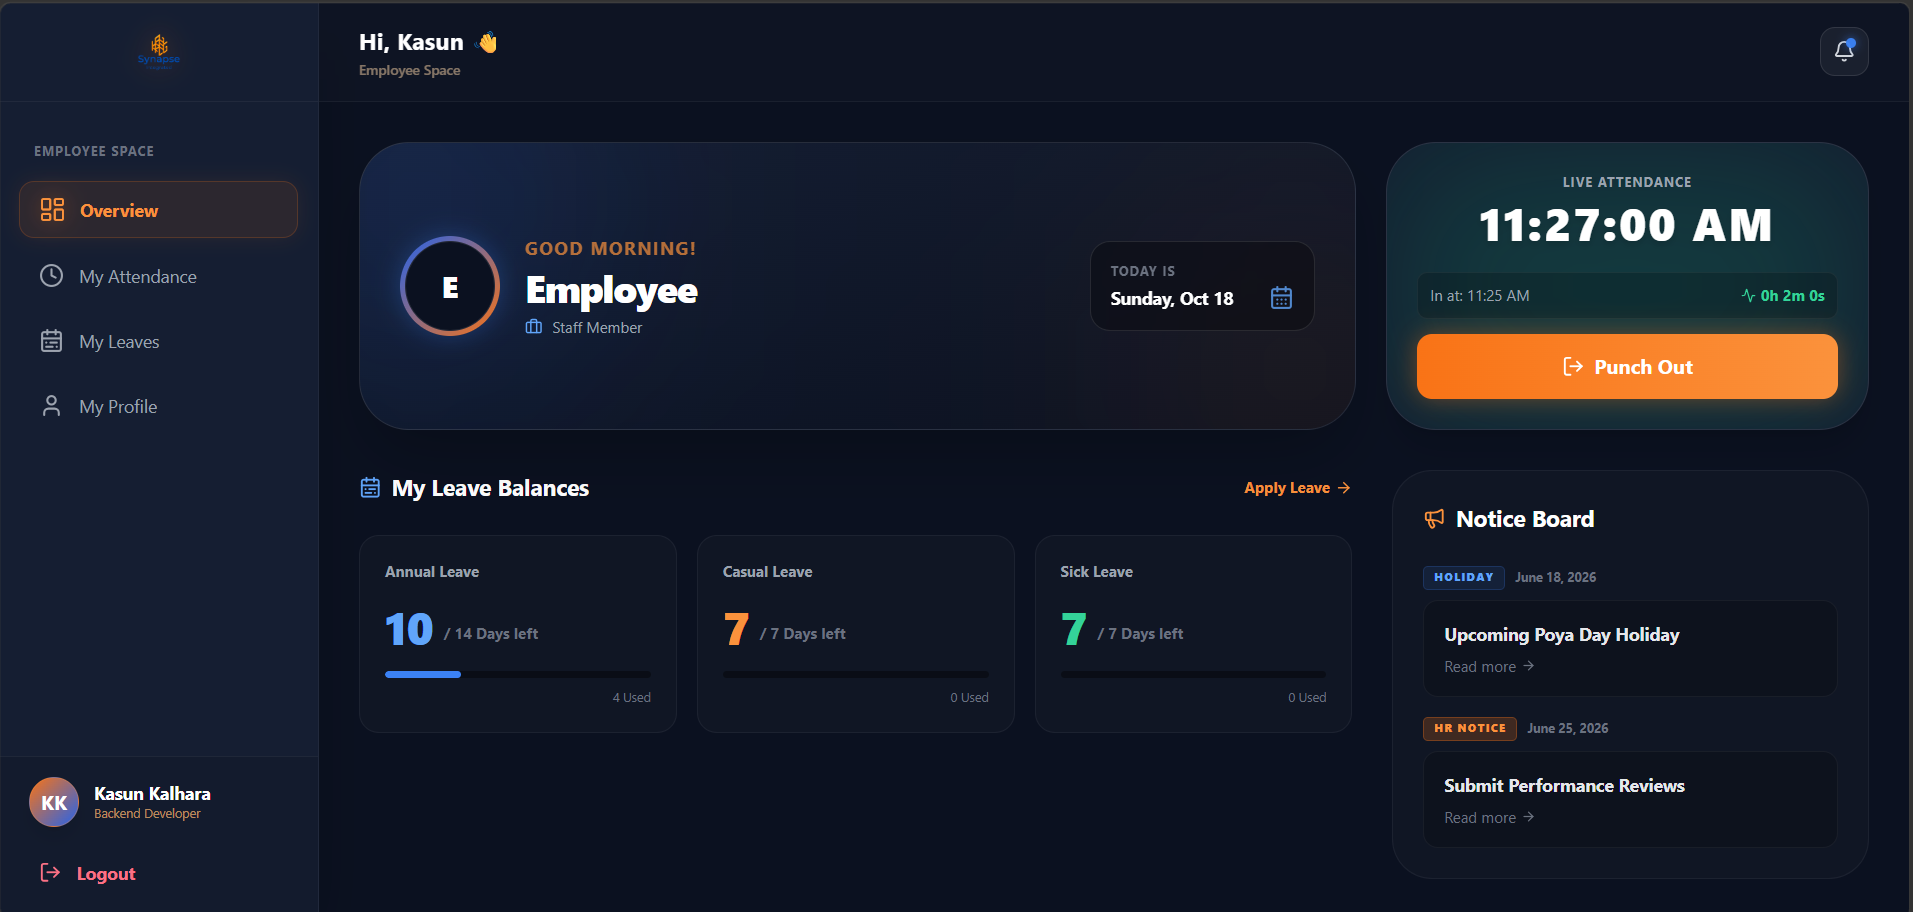 Synapse
EMPLOYEE SPACE
Overview
My Attendance
My Leaves
My Profile
KK
Kasun Kalhara
Backend Developer
Logout
Hi, Kasun 👋
Employee Space
E
GOOD MORNING!
Employee
Staff Member
TODAY IS
Sunday, Oct 18
LIVE ATTENDANCE
11:27:00 AM
In at: 11:25 AM
0h 2m 0s
Punch Out
My Leave Balances
Apply Leave →
Annual Leave
10 / 14 Days left
4 Used
Casual Leave
7 / 7 Days left
0 Used
Sick Leave
7 / 7 Days left
0 Used
Notice Board
HOLIDAY June 18, 2026
Upcoming Poya Day Holiday
Read more →
HR NOTICE June 25, 2026
Submit Performance Reviews
Read more →